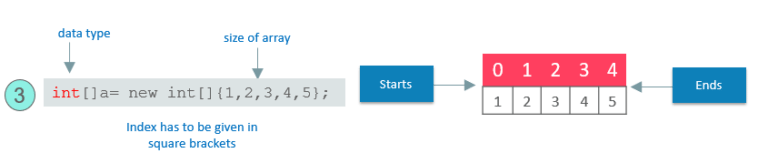 data type
size of array
3
int[]a= new int[]{1,2,3,4,5};
Index has to be given in
square brackets
Starts
0 1 2 3 4
1 2 3 4 5
Ends